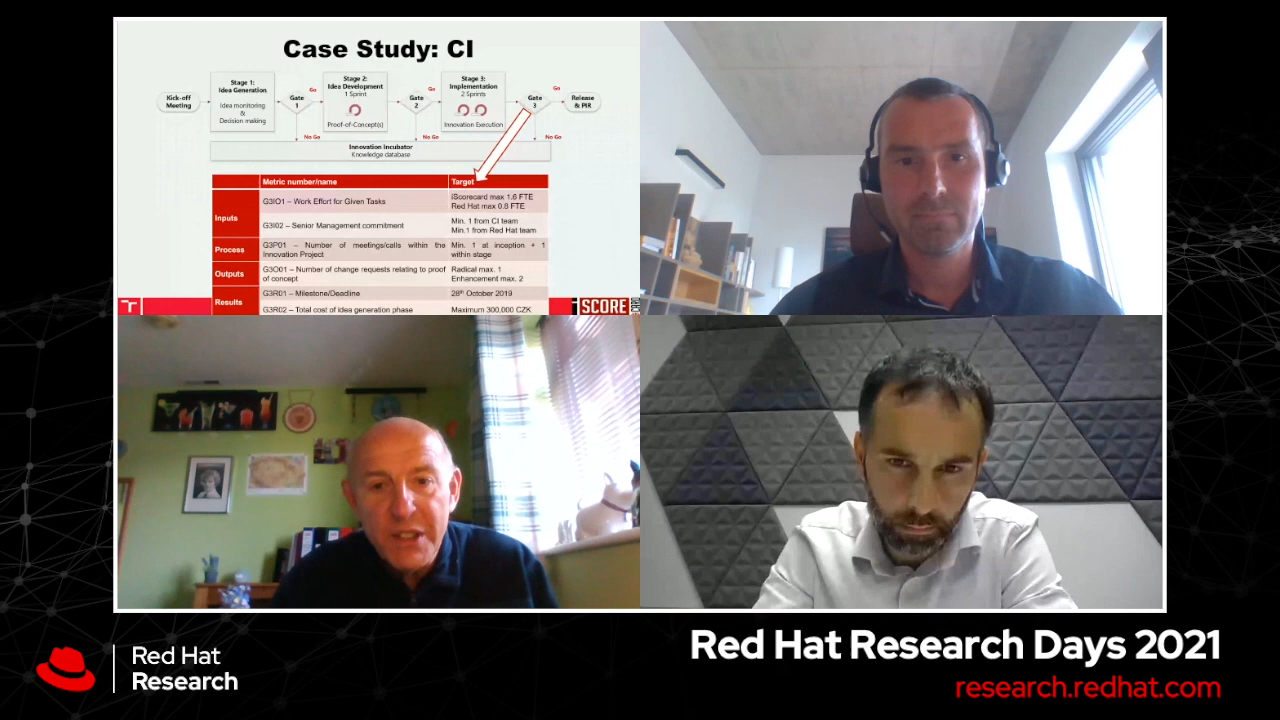 Case Study: CI
Kick-off
Meeting
Stage 1:
Idea Generation
Idea monitoring
&
Decision making
Go
Gate
1
No Go
Stage 2:
Idea Development
1 Sprint
Proof-of-Concept(s)
Go
Gate
2
No Go
Stage 3:
Implementation
2 Sprints
Innovation Execution
Go
Gate
3
No Go
Release
& PIR
Innovation Incubator
Knowledge database
Metric number/name Target
Inputs
G3IO1 – Work Effort for Given Tasks
iScorecard max 1.6 FTE
Red Hat max 0.8 FTE
G3I02 – Senior Management commitment
Min. 1 from CI team
Min.1 from Red Hat team
Process
G3P01 – Number of meetings/calls within the
Innovation Project
Min. 1 at inception + 1
within stage
Outputs
G3O01 – Number of change requests relating to proof
of concept
Radical max. 1
Enhancement max. 2
Results
G3R01 – Milestone/Deadline
28th October 2019
G3R02 – Total cost of idea generation phase
Maximum 300,000 CZK
iSCORE
CARD
Red Hat
Research
Red Hat Research Days 2021
research.redhat.com